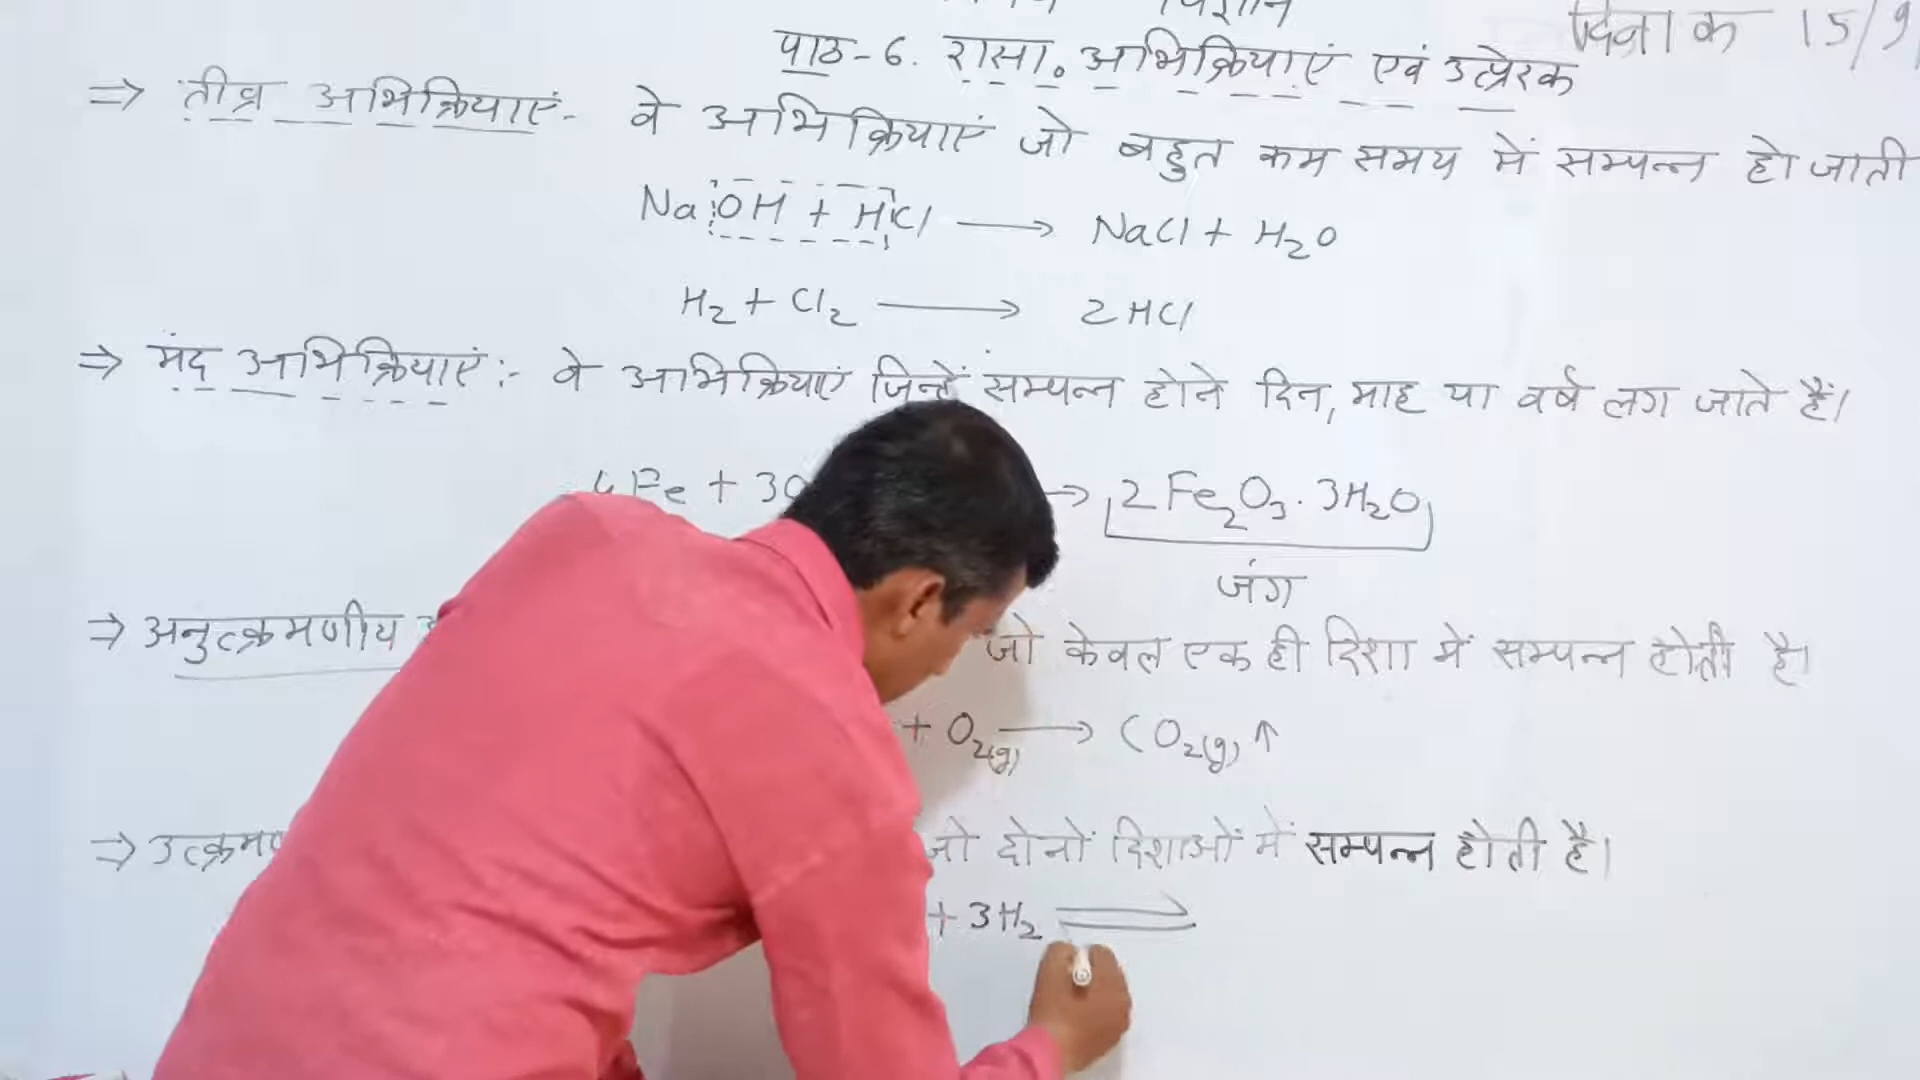 दिनांक 15/9
पाठ-6. रासा. अभिक्रियाएं एवं उत्प्रेरक
⇒ तीव्र अभिक्रियाएं- वे अभिक्रियाएं जो बहुत कम समय में सम्पन्न हो जाती
NaOH + HCl ⟶ NaCl + H₂O
H₂ + Cl₂ ⟶ 2HCl
⇒ मंद अभिक्रियाएं:- वे अभिक्रियाएं जिन्हें सम्पन्न होने दिन, माह या वर्ष लग जाते हैं।
4Fe + 3O → 2Fe₂O₃.3H₂O
जंग
⇒ अनुत्क्रमणीय जो केवल एक ही दिशा में सम्पन्न होती है।
+ O₂(g) ⟶ CO₂(g)↑
⇒ जो दोनों दिशाओं में सम्पन्न होती है।
+ 3H₂ ⇌